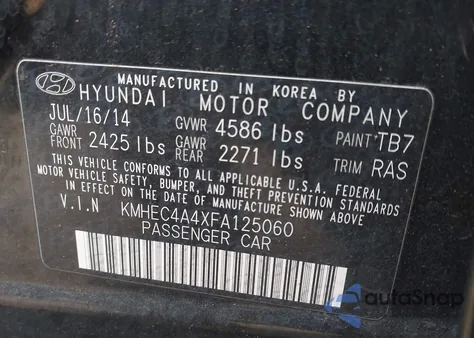 MANUFACTURED IN KOREA BY
HYUNDAI MOTOR COMPANY
JUL/16/14 GVWR 4586 lbs PAINT TB7
GAWR FRONT 2425 lbs GAWR REAR 2271 lbs TRIM RAS
THIS VEHICLE CONFORMS TO ALL APPLICABLE U.S.A. FEDERAL
MOTOR VEHICLE SAFETY, BUMPER, AND THEFT PREVENTION STANDARDS
IN EFFECT ON THE DATE OF MANUFACTURE SHOWN ABOVE.
V.I.N KMHEC4A4XFA125060
PASSENGER CAR
autoSnap